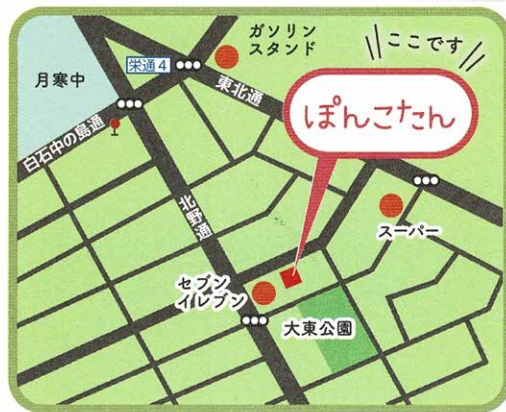 ガソリン
スタンド
ここです
月寒中
栄通4
東北通
白石中の島通
ぽんこたん
北野通
スーパー
セブン
イレブン
大東公園